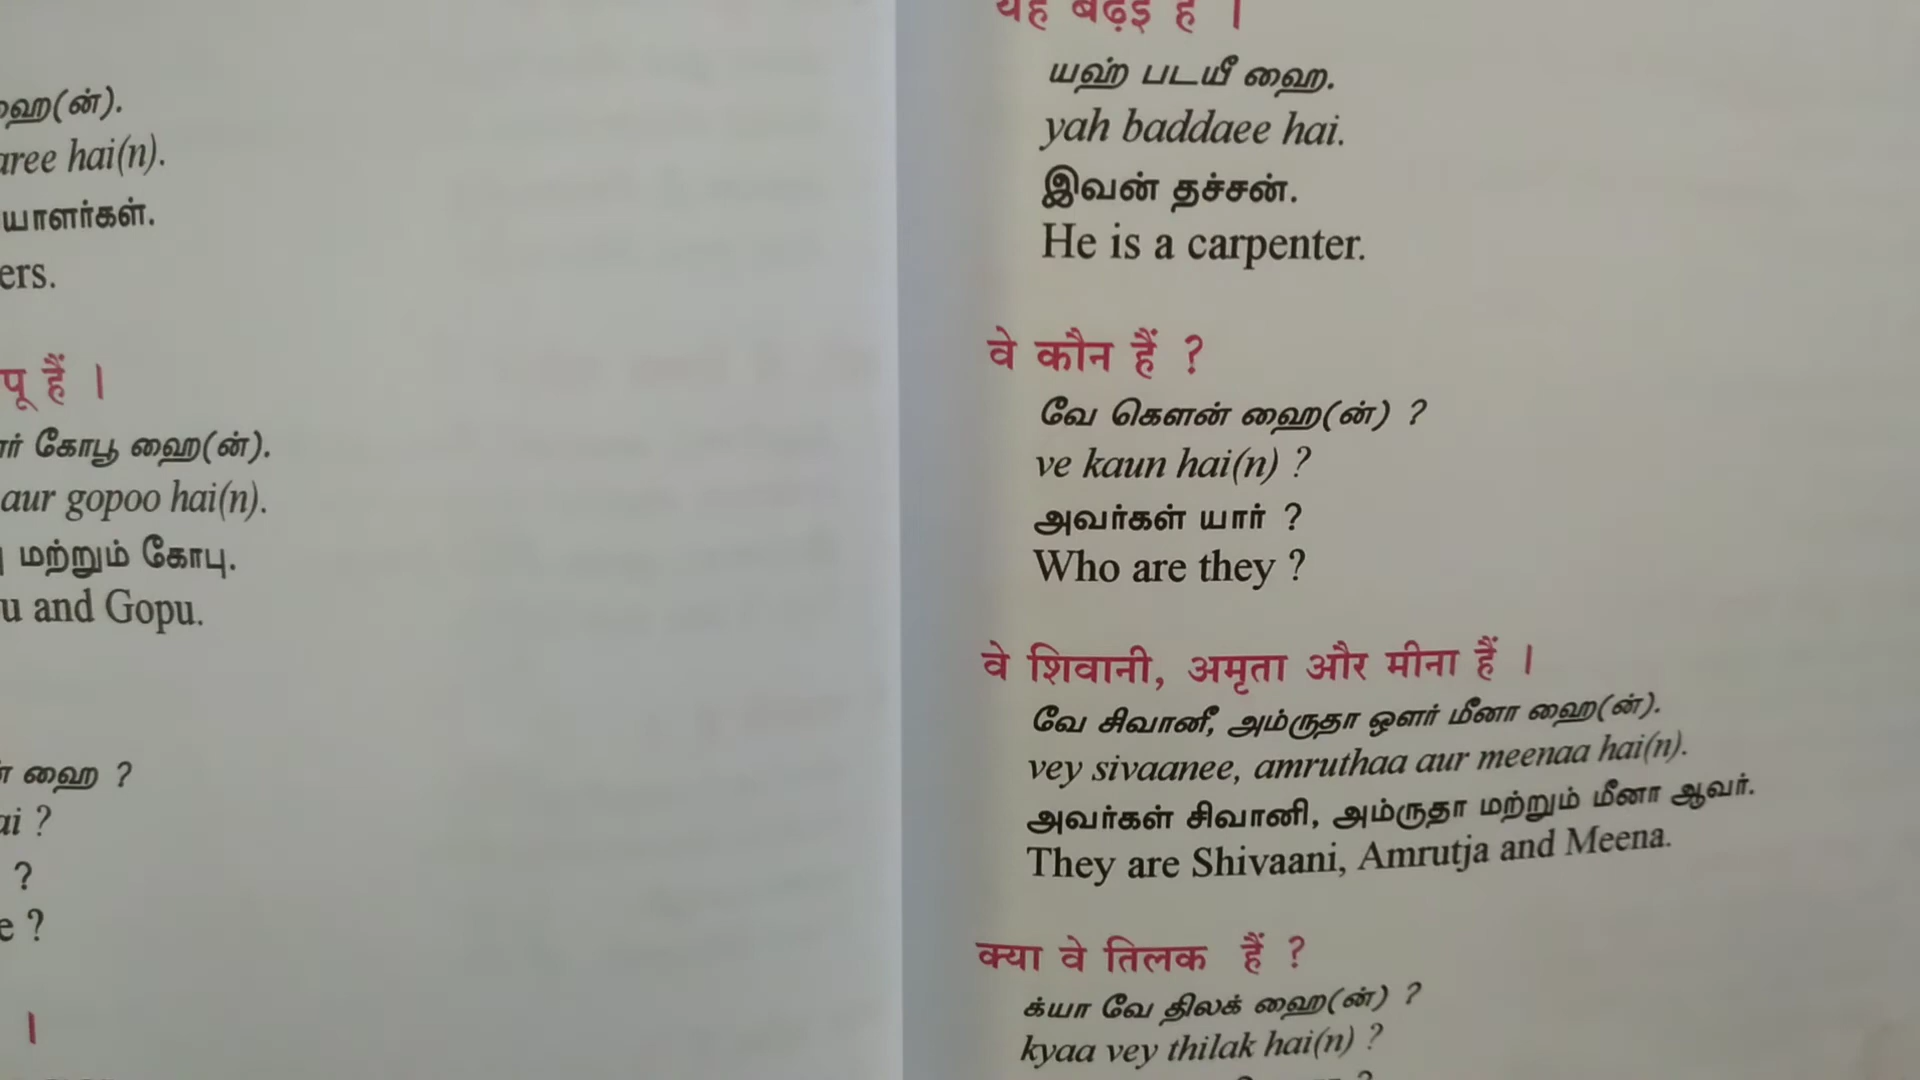 ஹை(ன்).
hai(n).
யாளர்கள்.
ers.
पू हैं ।
கோபூ ஹை(ன்).
aur gopoo hai(n).
மற்றும் கோபு.
u and Gopu.
ஹை ?
ai ?
?
e ?
।
यह बढ़ई है ।
யஹ் படயீ ஹை.
yah baddaee hai.
இவன் தச்சன்.
He is a carpenter.
वे कौन हैं ?
வே கௌன் ஹை(ன்) ?
ve kaun hai(n) ?
அவர்கள் யார் ?
Who are they ?
वे शिवानी, अमृता और मीना हैं ।
வே சிவானீ, அம்ருதா ஔர் மீனா ஹை(ன்).
vey sivaanee, amruthaa aur meenaa hai(n).
அவர்கள் சிவானி, அம்ருதா மற்றும் மீனா ஆவர்.
They are Shivaani, Amrutja and Meena.
क्या वे तिलक हैं ?
க்யா வே திலக் ஹை(ன்) ?
kyaa vey thilak hai(n) ?